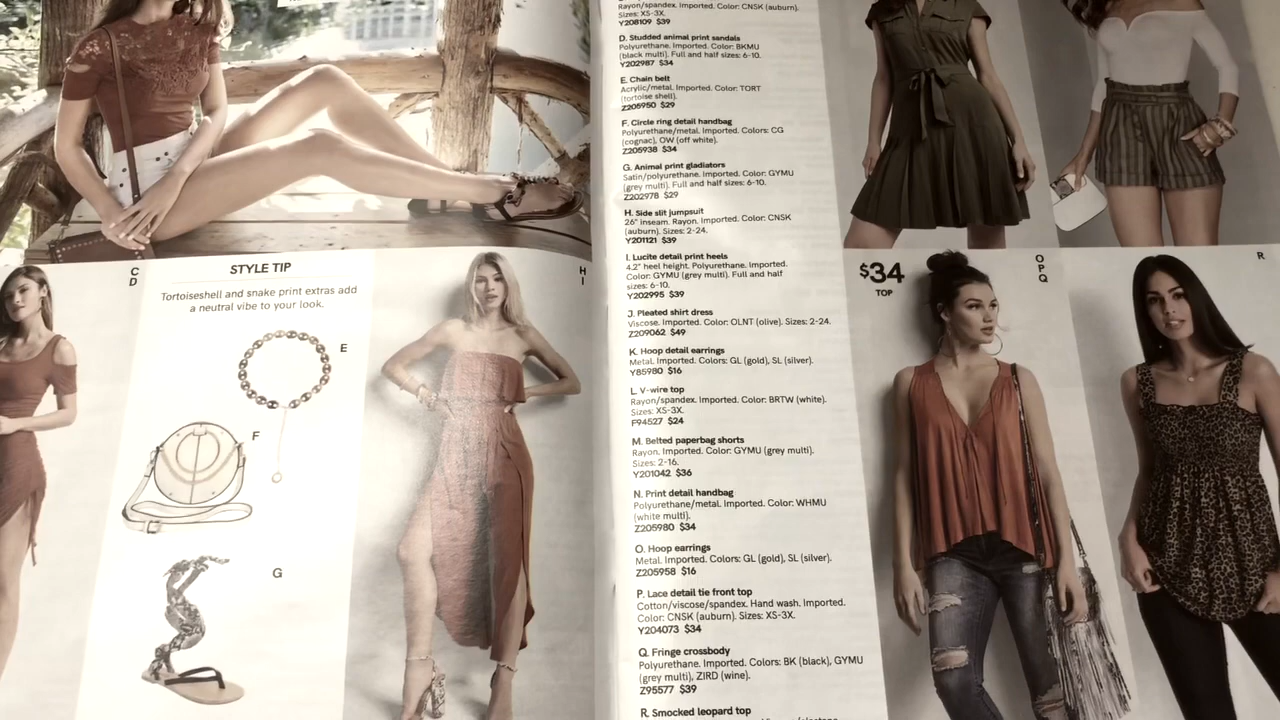 Rayon/spandex. Imported. Color: CNSK (auburn).
Sizes: XS-3X.
Y208109 $39
D. Studded animal print sandals
Polyurethane. Imported. Color: BKMU
(black multi). Full and half sizes: 6-10.
Y202987 $34
E. Chain belt
Acrylic/metal. Imported. Color: TORT
(tortoise shell).
Z205950 $29
F. Circle ring detail handbag
Polyurethane/metal. Imported. Colors: CG
(cognac), OW (off white).
Z205938 $34
G. Animal print gladiators
Satin/polyurethane. Imported. Color: GYMU
(grey multi). Full and half sizes: 6-10.
Z202978 $29
H. Side slit jumpsuit
26" inseam. Rayon. Imported. Color: CNSK
(auburn). Sizes: 2-24.
Y201121 $39
I. Lucite detail print heels
4.2" heel height. Polyurethane. Imported.
Color: GYMU (grey multi). Full and half
sizes: 6-10.
Y202995 $39
J. Pleated shirt dress
Viscose. Imported. Color: OLNT (olive). Sizes: 2-24.
Z209062 $49
K. Hoop detail earrings
Metal. Imported. Colors: GL (gold), SL (silver).
Y85980 $16
L. V-wire top
Rayon/spandex. Imported. Color: BRTW (white).
Sizes: XS-3X.
F94527 $24
M. Belted paperbag shorts
Rayon. Imported. Color: GYMU (grey multi).
Sizes: 2-16.
Y201042 $36
N. Print detail handbag
Polyurethane/metal. Imported. Color: WHMU
(white multi).
Z205980 $34
O. Hoop earrings
Metal. Imported. Colors: GL (gold), SL (silver).
Z205958 $16
P. Lace detail tie front top
Cotton/viscose/spandex. Hand wash. Imported.
Color: CNSK (auburn). Sizes: XS-3X.
Y204073 $34
Q. Fringe crossbody
Polyurethane. Imported. Colors: BK (black), GYMU
(grey multi), ZIRD (wine).
Z95577 $39
R. Smocked leopard top
C
D
STYLE TIP
Tortoiseshell and snake print extras add
a neutral vibe to your look.
E
F
G
H
I
$34
TOP
O
P
Q
R